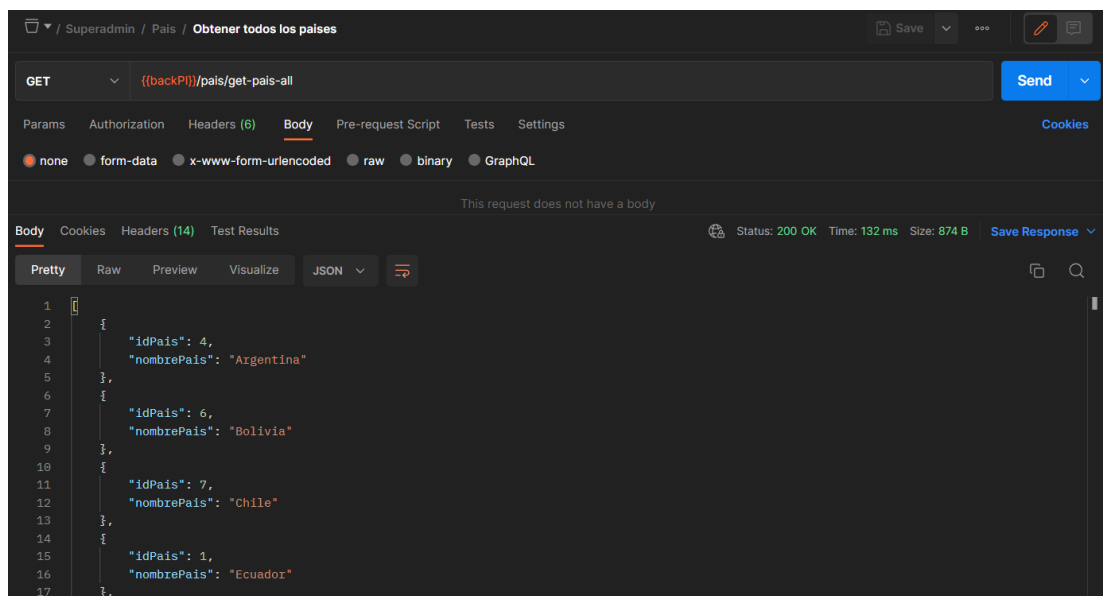 / Superadmin / Pais / Obtener todos los paises Save
GET {{backPI}}/pais/get-pais-all Send
Params Authorization Headers (6) Body Pre-request Script Tests Settings Cookies
none form-data x-www-form-urlencoded raw binary GraphQL
This request does not have a body
Body Cookies Headers (14) Test Results Status: 200 OK Time: 132 ms Size: 874 B Save Response
Pretty Raw Preview Visualize JSON
1 [
2 {
3 "idPais": 4,
4 "nombrePais": "Argentina"
5 },
6 {
7 "idPais": 6,
8 "nombrePais": "Bolivia"
9 },
10 {
11 "idPais": 7,
12 "nombrePais": "Chile"
13 },
14 {
15 "idPais": 1,
16 "nombrePais": "Ecuador"
17 },